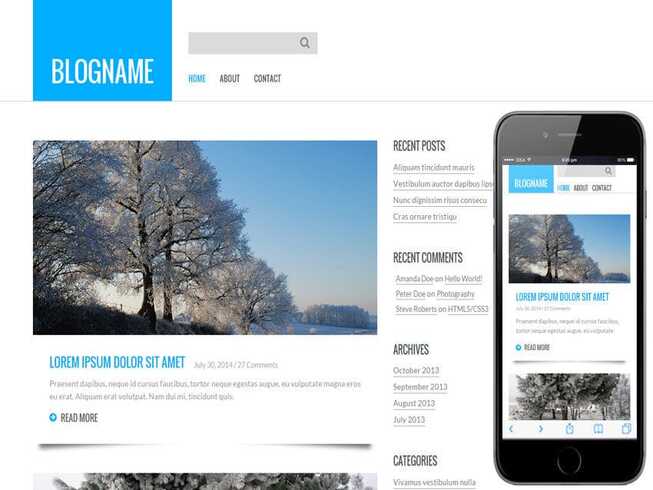 BLOGNAME
HOME ABOUT CONTACT
LOREM IPSUM DOLOR SIT AMET July 30, 2014 / 27 Comments
Praesent dapibus, neque id cursus faucibus, tortor neque egestas augue, eu vulputate magna eros
eu erat. Aliquam erat volutpat. Nam dui mi, tincidunt quis.
READ MORE
RECENT POSTS
Aliquam tincidunt mauris
Vestibulum auctor dapibus lips
Nunc dignissim risus consecu
Cras ornare tristiqu
RECENT COMMENTS
Amanda Doe on Hello World!
Peter Doe on Photography
Steve Roberts on HTML5/CSS3
ARCHIVES
October 2013
September 2013
August 2013
July 2013
CATEGORIES
Vivamus vestibulum nulla
BLOGNAME
HOME ABOUT CONTACT
LOREM IPSUM DOLOR SIT AMET
July 30, 2014 / 27 Comments
Praesent dapibus, neque id cursus faucibus, tortor
neque egestas augue, eu vulputate
READ MORE